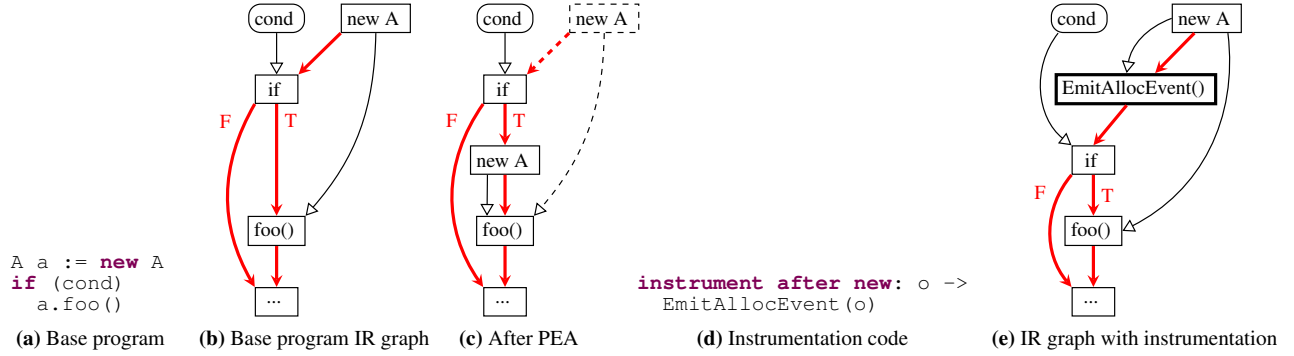 A a := new A
if (cond)
a.foo()
(a) Base program
cond
new A
if
F
T
foo()
...
(b) Base program IR graph
cond
new A
if
F
T
new A
foo()
...
(c) After PEA
instrument after new: o ->
EmitAllocEvent(o)
(d) Instrumentation code
cond
new A
EmitAllocEvent()
if
F
T
foo()
...
(e) IR graph with instrumentation